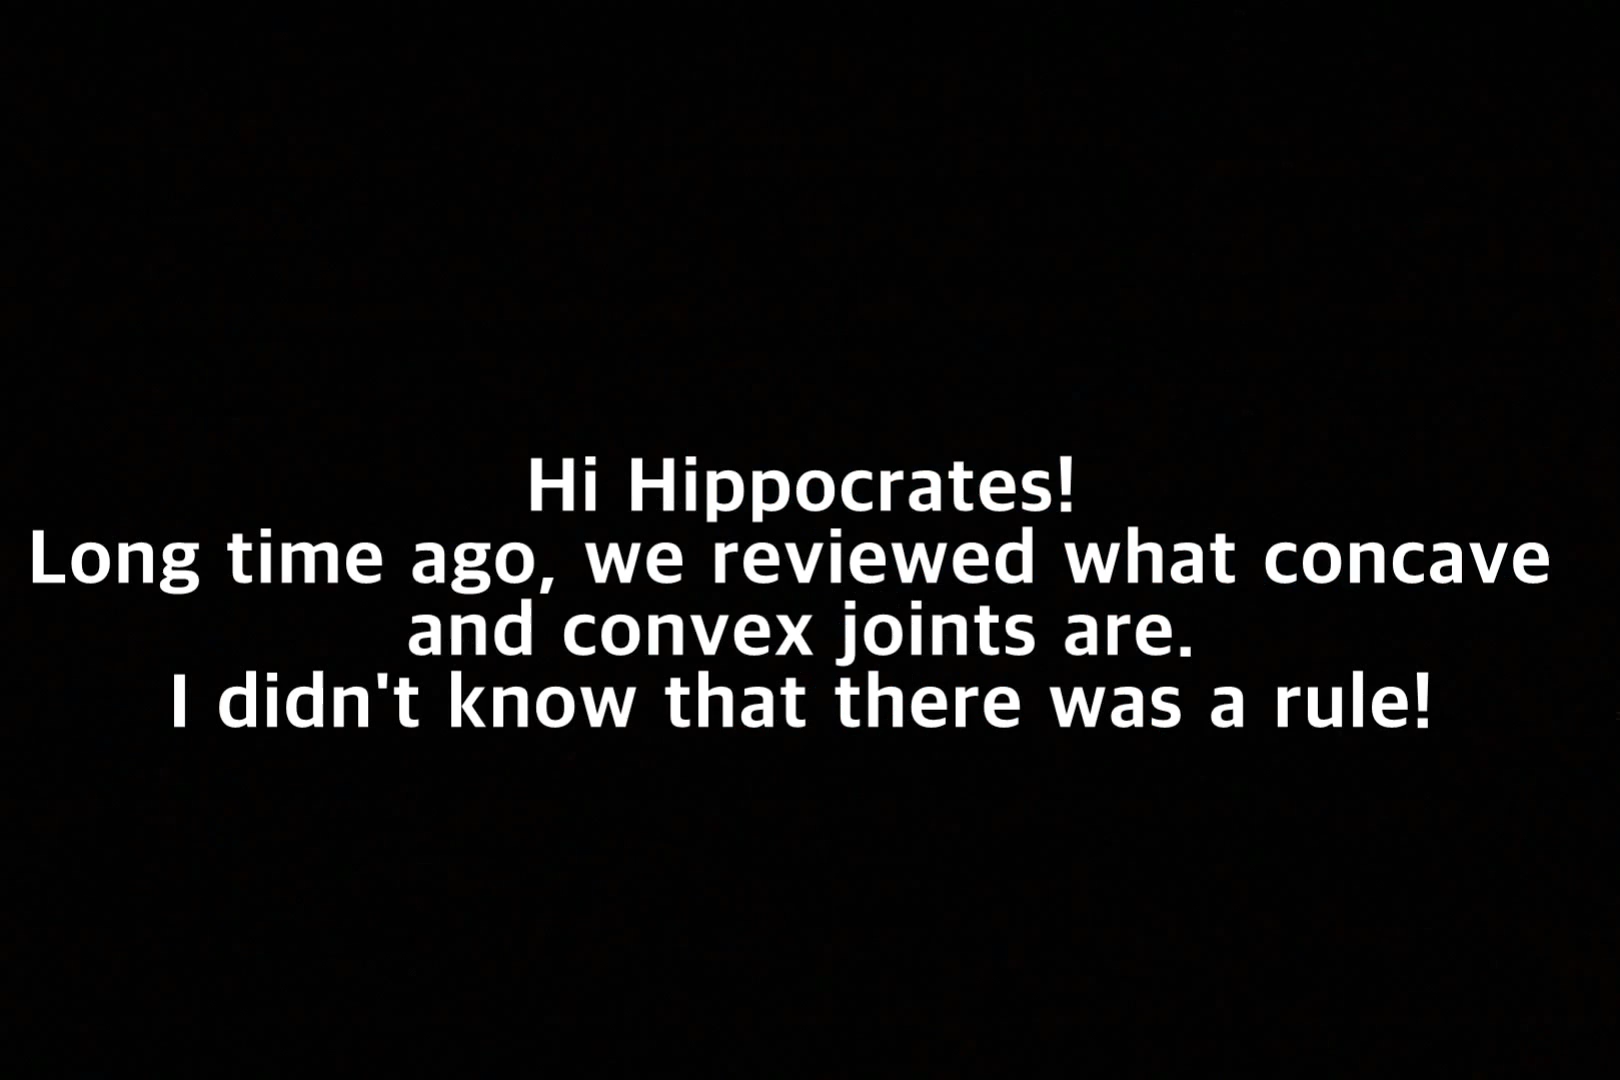 Hi Hippocrates!
Long time ago, we reviewed what concave
and convex joints are.
I didn't know that there was a rule!